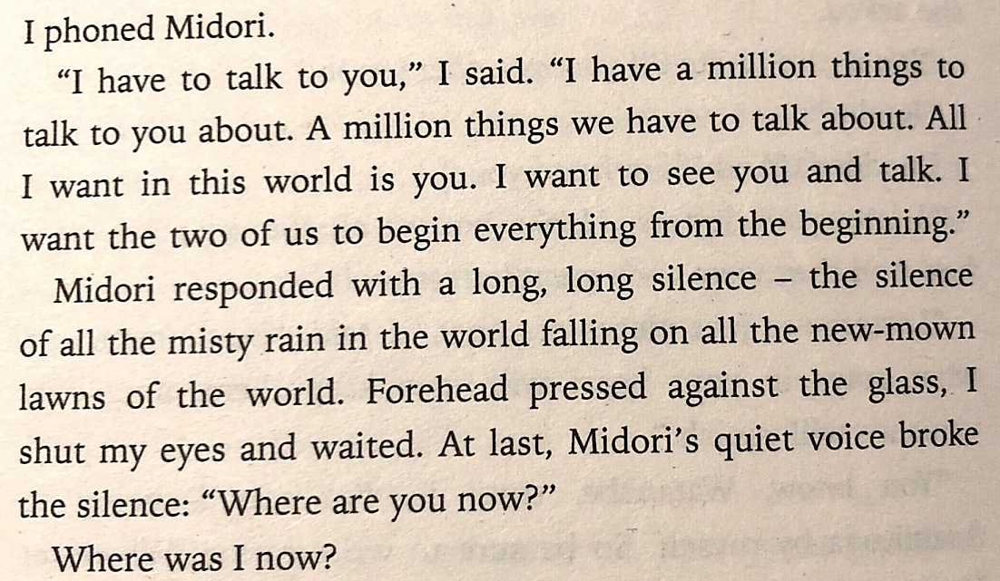 I phoned Midori.
“I have to talk to you,” I said. “I have a million things to
talk to you about. A million things we have to talk about. All
I want in this world is you. I want to see you and talk. I
want the two of us to begin everything from the beginning.”
Midori responded with a long, long silence – the silence
of all the misty rain in the world falling on all the new-mown
lawns of the world. Forehead pressed against the glass, I
shut my eyes and waited. At last, Midori’s quiet voice broke
the silence: “Where are you now?”
Where was I now?